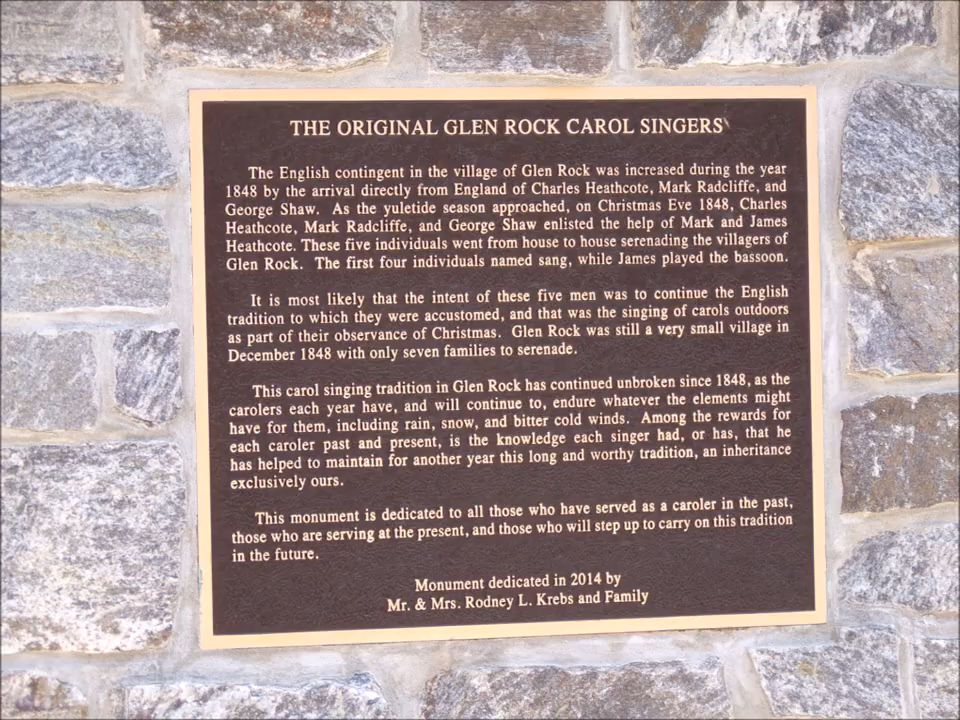 THE ORIGINAL GLEN ROCK CAROL SINGERS
The English contingent in the village of Glen Rock was increased during the year
1848 by the arrival directly from England of Charles Heathcote, Mark Radcliffe, and
George Shaw. As the yuletide season approached, on Christmas Eve 1848, Charles
Heathcote, Mark Radcliffe, and George Shaw enlisted the help of Mark and James
Heathcote. These five individuals went from house to house serenading the villagers of
Glen Rock. The first four individuals named sang, while James played the bassoon.
It is most likely that the intent of these five men was to continue the English
tradition to which they were accustomed, and that was the singing of carols outdoors
as part of their observance of Christmas. Glen Rock was still a very small village in
December 1848 with only seven families to serenade.
This carol singing tradition in Glen Rock has continued unbroken since 1848, as the
carolers each year have, and will continue to, endure whatever the elements might
have for them, including rain, snow, and bitter cold winds. Among the rewards for
each caroler past and present, is the knowledge each singer had, or has, that he
has helped to maintain for another year this long and worthy tradition, an inheritance
exclusively ours.
This monument is dedicated to all those who have served as a caroler in the past,
those who are serving at the present, and those who will step up to carry on this tradition
in the future.
Monument dedicated in 2014 by
Mr. & Mrs. Rodney L. Krebs and Family